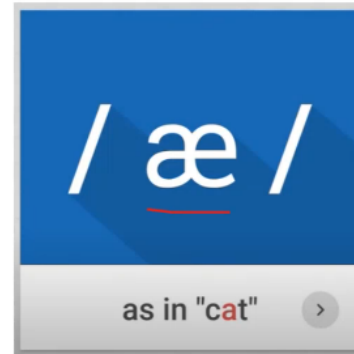 / æ /
as in "cat"